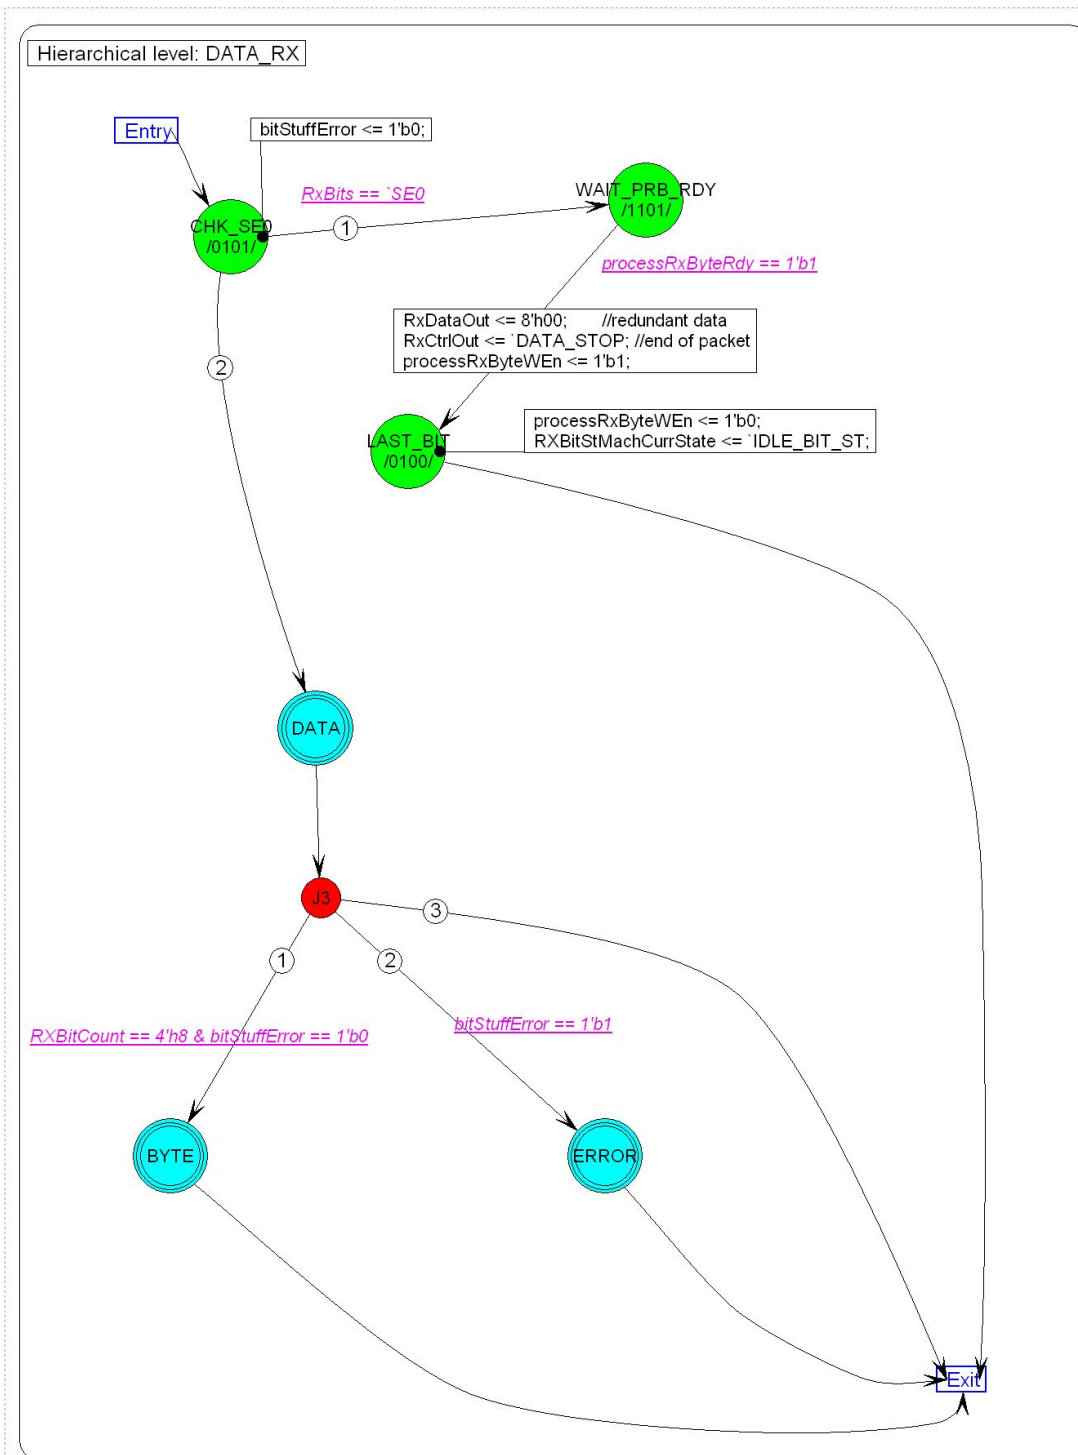 Hierarchical level: DATA_RX
Entry
bitStuffError <= 1'b0;
RxBits == `SE0
1
CHK_SE0
/0101/
WAIT_PRB_RDY
/1101/
processRxByteRdy == 1'b1
RxDataOut <= 8'h00; //redundant data
RxCtrlOut <= `DATA_STOP; //end of packet
processRxByteWEn <= 1'b1;
2
LAST_BIT
/0100/
processRxByteWEn <= 1'b0;
RXBitStMachCurrState <= `IDLE_BIT_ST;
DATA
J3
3
1
2
RXBitCount == 4'h8 & bitStuffError == 1'b0
bitStuffError == 1'b1
BYTE
ERROR
Exit